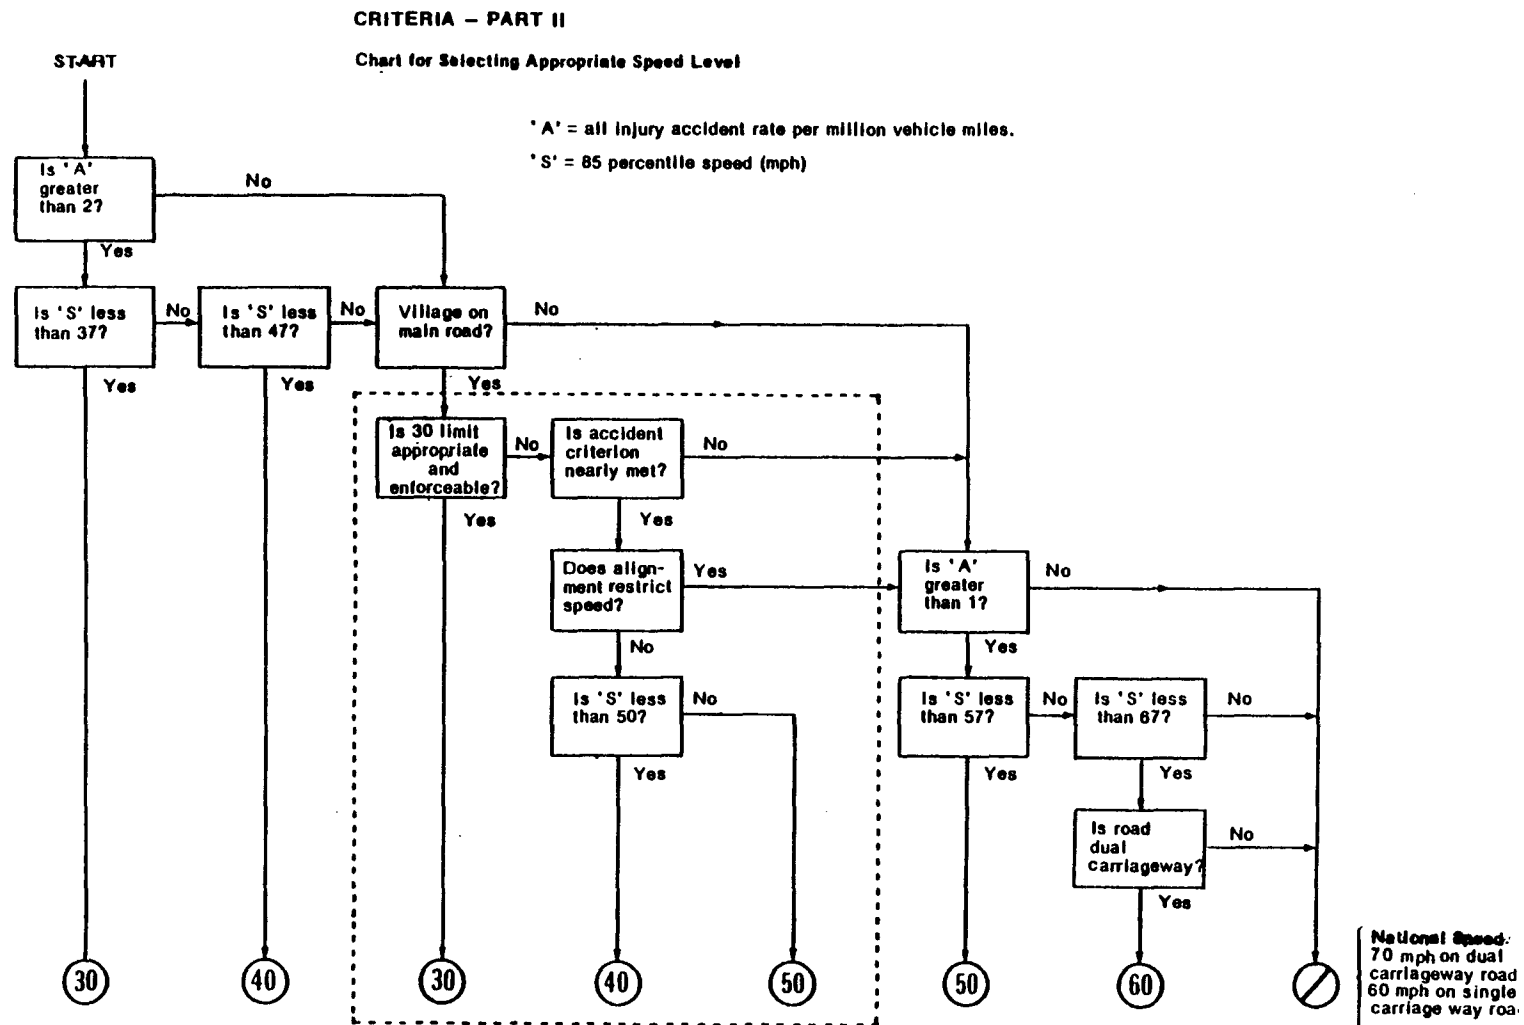 CRITERIA – PART II
Chart for Selecting Appropriate Speed Level
START
'A' = all injury accident rate per million vehicle miles.
'S' = 85 percentile speed (mph)
Is 'A'
greater
than 2?
No
Yes
Is 'S' less
than 37?
No
Yes
Is 'S' less
than 47?
No
Yes
Village on
main road?
No
Yes
Is 30 limit
appropriate
and
enforceable?
No
Yes
Is accident
criterion
nearly met?
No
Yes
Does align-
ment restrict
speed?
Yes
No
Is 'S' less
than 50?
No
Yes
Is 'A'
greater
than 1?
No
Yes
Is 'S' less
than 57?
No
Yes
Is 'S' less
than 67?
No
Yes
Is road
dual
carriageway?
No
Yes
30
40
30
40
50
50
60
National Speed
70 mph on dual
carriageway road
60 mph on single
carriage way roa